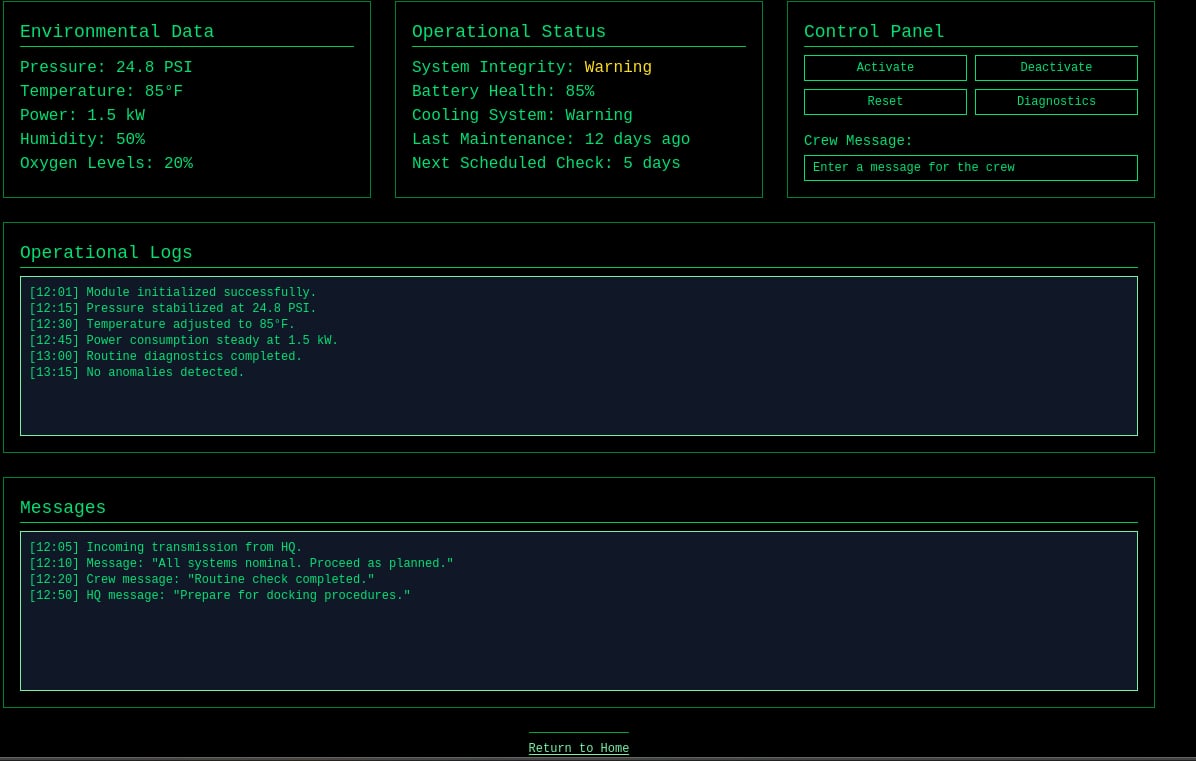 Environmental Data
Pressure: 24.8 PSI
Temperature: 85°F
Power: 1.5 kW
Humidity: 50%
Oxygen Levels: 20%
Operational Status
System Integrity: Warning
Battery Health: 85%
Cooling System: Warning
Last Maintenance: 12 days ago
Next Scheduled Check: 5 days
Control Panel
Activate
Deactivate
Reset
Diagnostics
Crew Message:
Enter a message for the crew
Operational Logs
[12:01] Module initialized successfully.
[12:15] Pressure stabilized at 24.8 PSI.
[12:30] Temperature adjusted to 85°F.
[12:45] Power consumption steady at 1.5 kW.
[13:00] Routine diagnostics completed.
[13:15] No anomalies detected.
Messages
[12:05] Incoming transmission from HQ.
[12:10] Message: "All systems nominal. Proceed as planned."
[12:20] Crew message: "Routine check completed."
[12:50] HQ message: "Prepare for docking procedures."
Return to Home